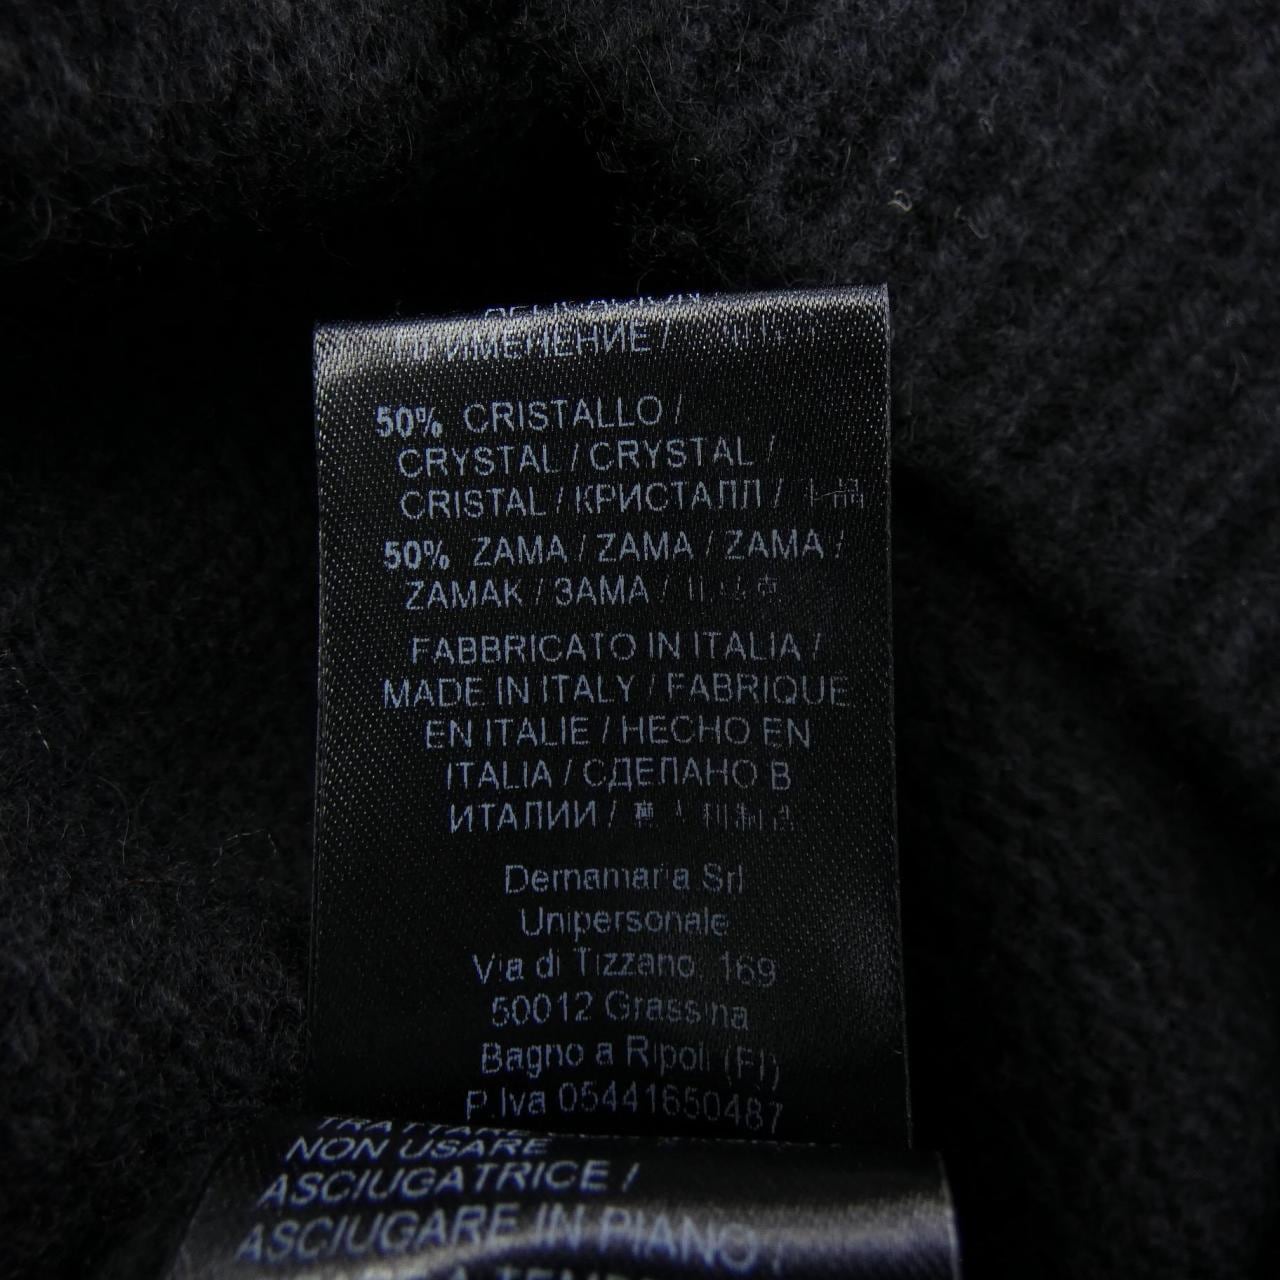 ПРИМЕНЕНИЕ /
50% CRISTALLO /
CRYSTAL / CRYSTAL /
CRISTAL / КРИСТАЛЛ /
50% ZAMA / ZAMA / ZAMA /
ZAMAK / ЗАМА /
FABBRICATO IN ITALIA /
MADE IN ITALY / FABRIQUE
EN ITALIE / HECHO EN
ITALIA / СДЕЛАНО В
ИТАЛИИ /
Dernamaria Srl
Unipersonale
Via di Tizzano, 169
50012 Grassina
Bagno a Ripoli (FI)
P.Iva 05441650487
NON USARE
ASCIUGATRICE /
ASCIUGARE IN PIANO /